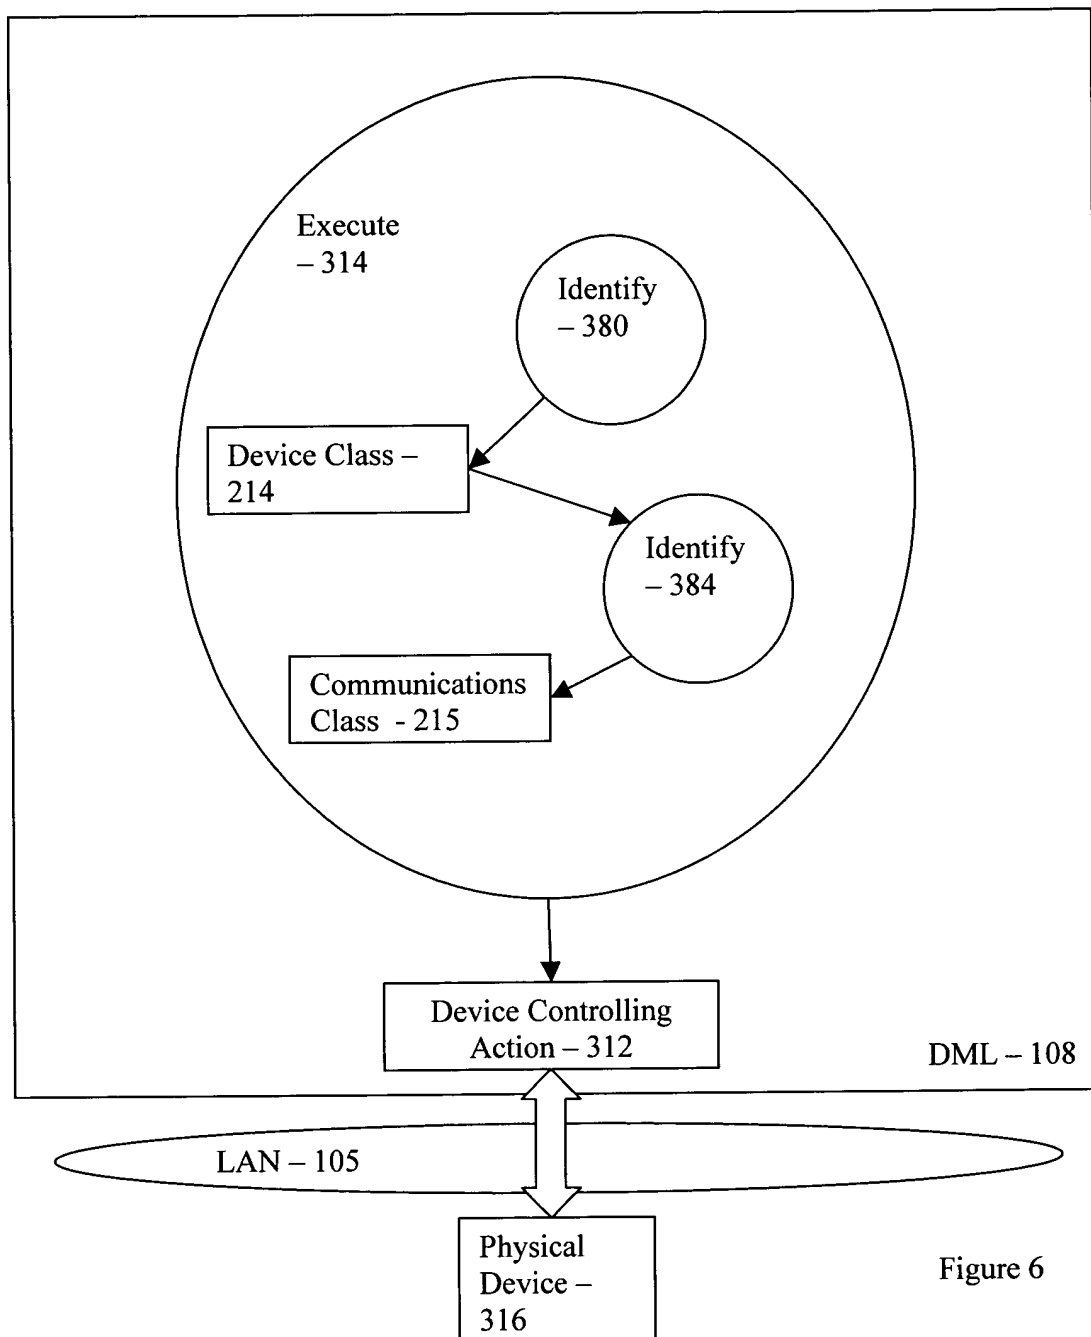 Execute
– 314
Identify
– 380
Device Class –
214
Identify
– 384
Communications
Class - 215
Device Controlling
Action – 312
DML – 108
LAN – 105
Physical
Device –
316
Figure 6